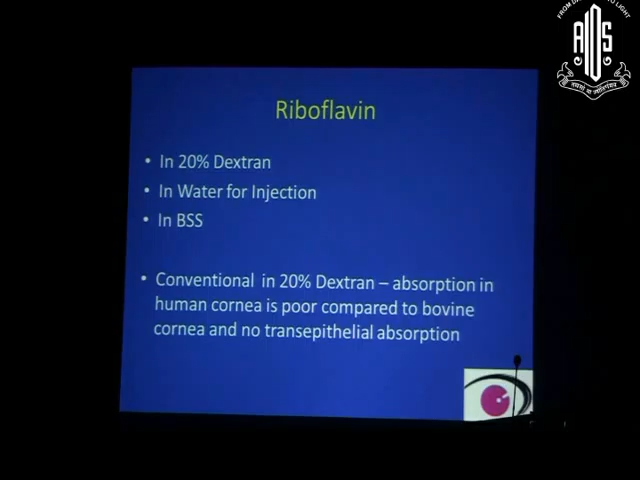 AIOS
Riboflavin
• In 20% Dextran
• In Water for Injection
• In BSS
• Conventional in 20% Dextran – absorption in
human cornea is poor compared to bovine
cornea and no transepithelial absorption